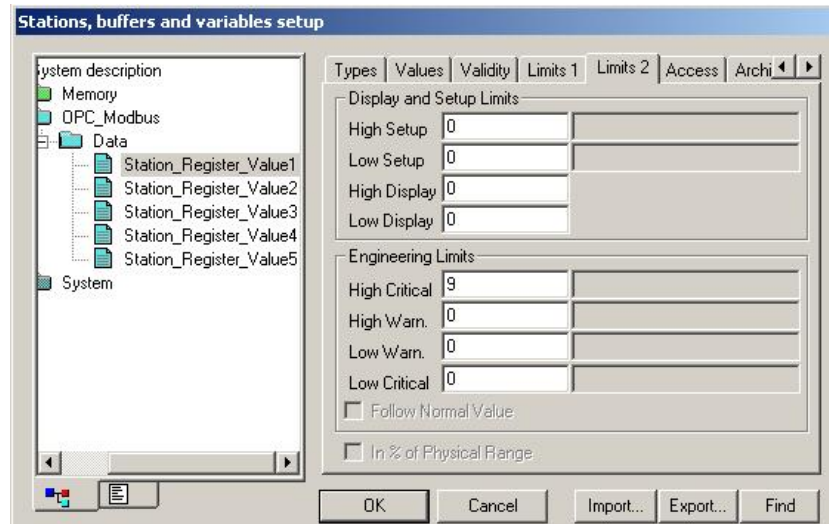 Stations, buffers and variables setup
ystem description
Memory
OPC_Modbus
Data
Station_Register_Value1
Station_Register_Value2
Station_Register_Value3
Station_Register_Value4
Station_Register_Value5
System
Types Values Validity Limits 1 Limits 2 Access Archi
Display and Setup Limits
High Setup 0
Low Setup 0
High Display 0
Low Display 0
Engineering Limits
High Critical 9
High Warn. 0
Low Warn. 0
Low Critical 0
Follow Normal Value
In % of Physical Range
OK Cancel Import... Export... Find